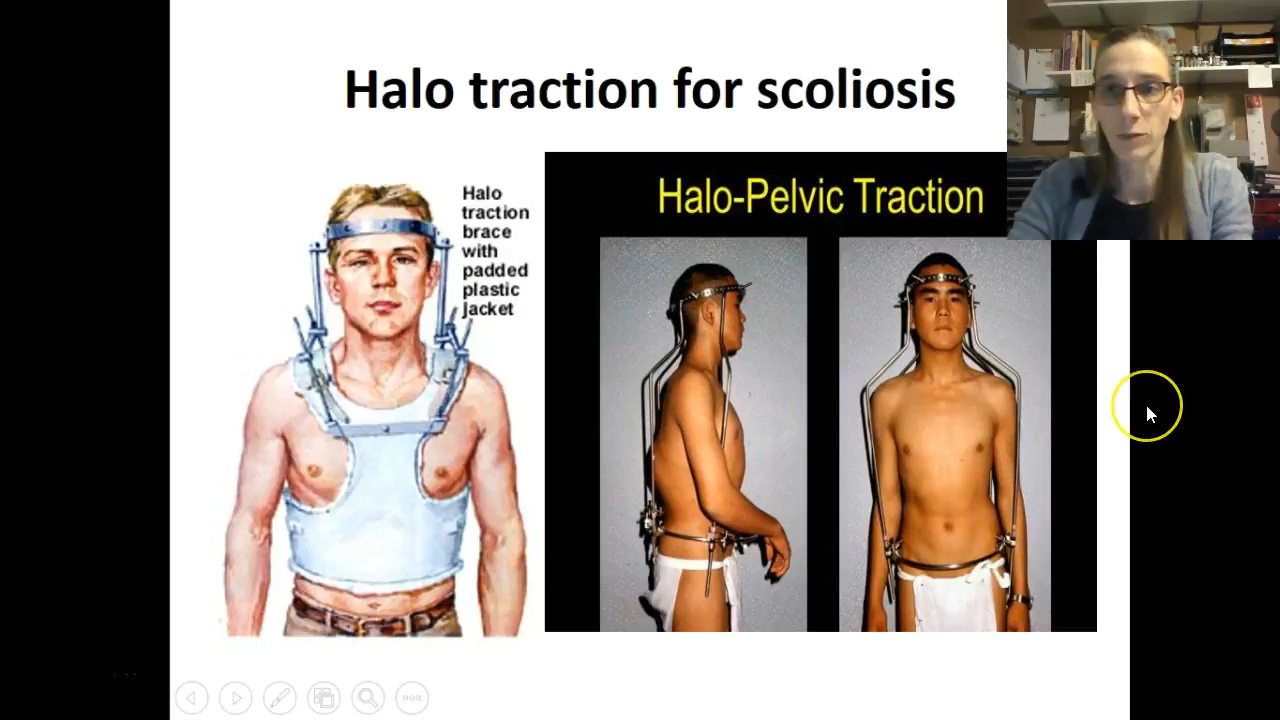 Halo traction for scoliosis
Halo
traction
brace
with
padded
plastic
jacket
Halo-Pelvic Traction